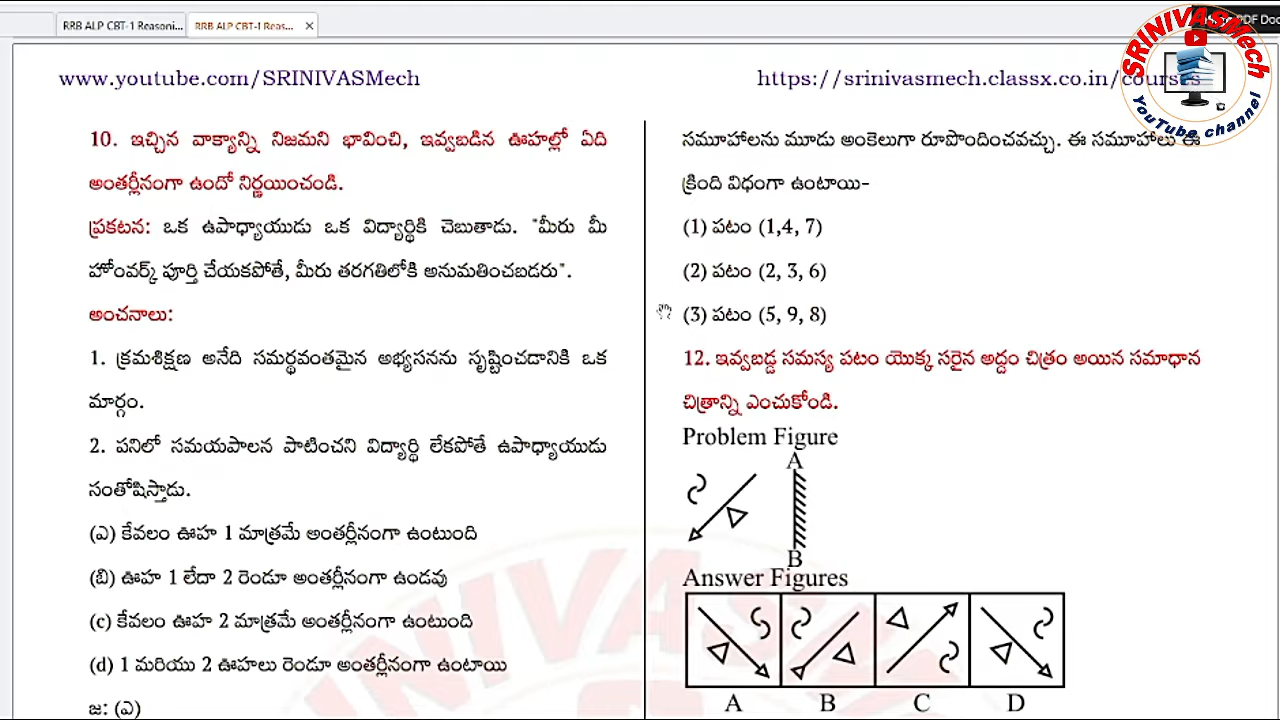 RRB ALP CBT-1 Reasoni...
RRB ALP CBT-1 Reas...
PDF Doc
SRINIVASMech
YouTube channel
www.youtube.com/SRINIVASMech
https://srinivasmech.classx.co.in/courses
10. ఇచ్చిన వాక్యాన్ని నిజమని భావించి, ఇవ్వబడిన ఊహల్లో ఏది
అంతర్లీనంగా ఉందో నిర్ణయించండి.
ప్రకటన: ఒక ఉపాధ్యాయుడు ఒక విద్యార్థికి చెబుతాడు. "మీరు మీ
హోంవర్క్ పూర్తి చేయకపోతే, మీరు తరగతిలోకి అనుమతించబడరు".
అంచనాలు:
1. క్రమశిక్షణ అనేది సమర్థవంతమైన అభ్యసనను సృష్టించడానికి ఒక
మార్గం.
2. పనిలో సమయపాలన పాటించని విద్యార్థి లేకపోతే ఉపాధ్యాయుడు
సంతోషిస్తాడు.
(ఎ) కేవలం ఊహ 1 మాత్రమే అంతర్లీనంగా ఉంటుంది
(బి) ఊహ 1 లేదా 2 రెండూ అంతర్లీనంగా ఉండవు
(c) కేవలం ఊహ 2 మాత్రమే అంతర్లీనంగా ఉంటుంది
(d) 1 మరియు 2 ఊహలు రెండూ అంతర్లీనంగా ఉంటాయి
జ: (ఎ)
సమూహాలను మూడు అంకెలుగా రూపొందించవచ్చు. ఈ సమూహాలు ఈ
క్రింది విధంగా ఉంటాయి-
(1) పటం (1,4, 7)
(2) పటం (2, 3, 6)
(3) పటం (5, 9, 8)
12. ఇవ్వబడ్డ సమస్య పటం యొక్క సరైన అద్దం చిత్రం అయిన సమాధాన
చిత్రాన్ని ఎంచుకోండి.
Problem Figure
A
B
Answer Figures
A B C D
SRINIVASMech